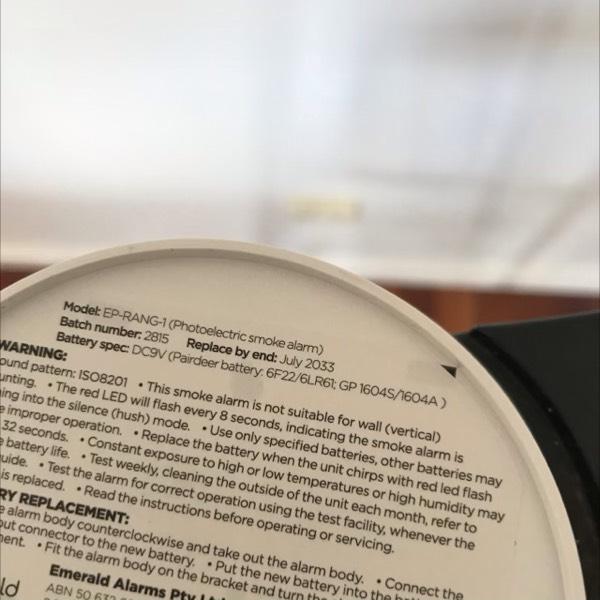 Model: EP-RANG-1 (Photoelectric smoke alarm)
Batch number: 2815 Replace by end: July 2033
Battery spec: DC9V (Pairdeer battery: 6F22/6LR61; GP 1604S/1604A )
WARNING:
ound pattern: ISO8201 • This smoke alarm is not suitable for wall (vertical)
unting. • The red LED will flash every 8 seconds, indicating the smoke alarm is
ing into the silence (hush) mode. • Use only specified batteries, other batteries may
e improper operation. • Replace the battery when the unit chirps with red led flash
32 seconds. • Constant exposure to high or low temperatures or high humidity may
e battery life. • Test weekly, cleaning the outside of the unit each month, refer to
uide. • Test the alarm for correct operation using the test facility, whenever the
is replaced. • Read the instructions before operating or servicing.
RY REPLACEMENT:
e alarm body counterclockwise and take out the alarm body. • Connect the
out connector to the new battery. • Put the new battery into the
ment. • Fit the alarm body on the bracket and turn the
ld Emerald Alarms Pty
ABN 50 632